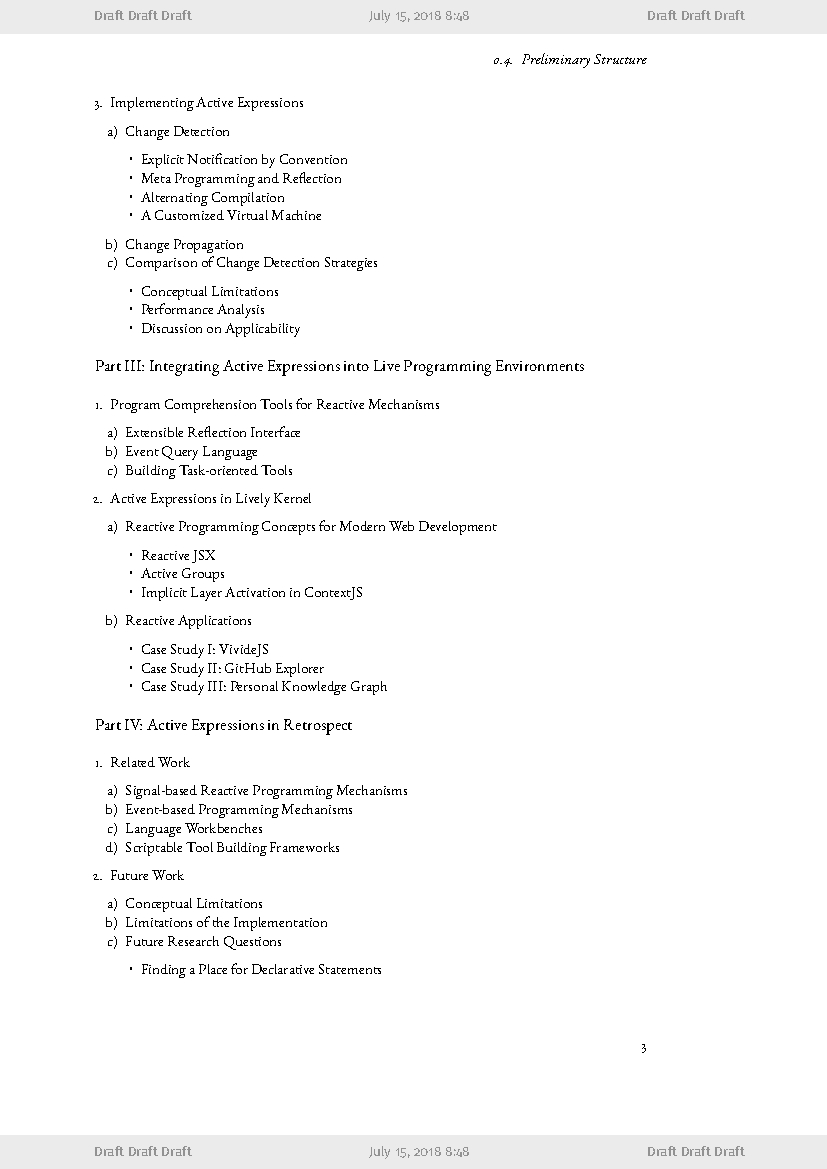 Draft Draft Draft July 15, 2018 8:48 Draft Draft Draft
0.4. Preliminary Structure
3. Implementing Active Expressions
a) Change Detection
• Explicit Notification by Convention
• Meta Programming and Reflection
• Alternating Compilation
• A Customized Virtual Machine
b) Change Propagation
c) Comparison of Change Detection Strategies
• Conceptual Limitations
• Performance Analysis
• Discussion on Applicability
Part III: Integrating Active Expressions into Live Programming Environments
1. Program Comprehension Tools for Reactive Mechanisms
a) Extensible Reflection Interface
b) Event Query Language
c) Building Task-oriented Tools
2. Active Expressions in Lively Kernel
a) Reactive Programming Concepts for Modern Web Development
• Reactive JSX
• Active Groups
• Implicit Layer Activation in ContextJS
b) Reactive Applications
• Case Study I: VivideJS
• Case Study II: GitHub Explorer
• Case Study III: Personal Knowledge Graph
Part IV: Active Expressions in Retrospect
1. Related Work
a) Signal-based Reactive Programming Mechanisms
b) Event-based Programming Mechanisms
c) Language Workbenches
d) Scriptable Tool Building Frameworks
2. Future Work
a) Conceptual Limitations
b) Limitations of the Implementation
c) Future Research Questions
• Finding a Place for Declarative Statements
3
Draft Draft Draft July 15, 2018 8:48 Draft Draft Draft